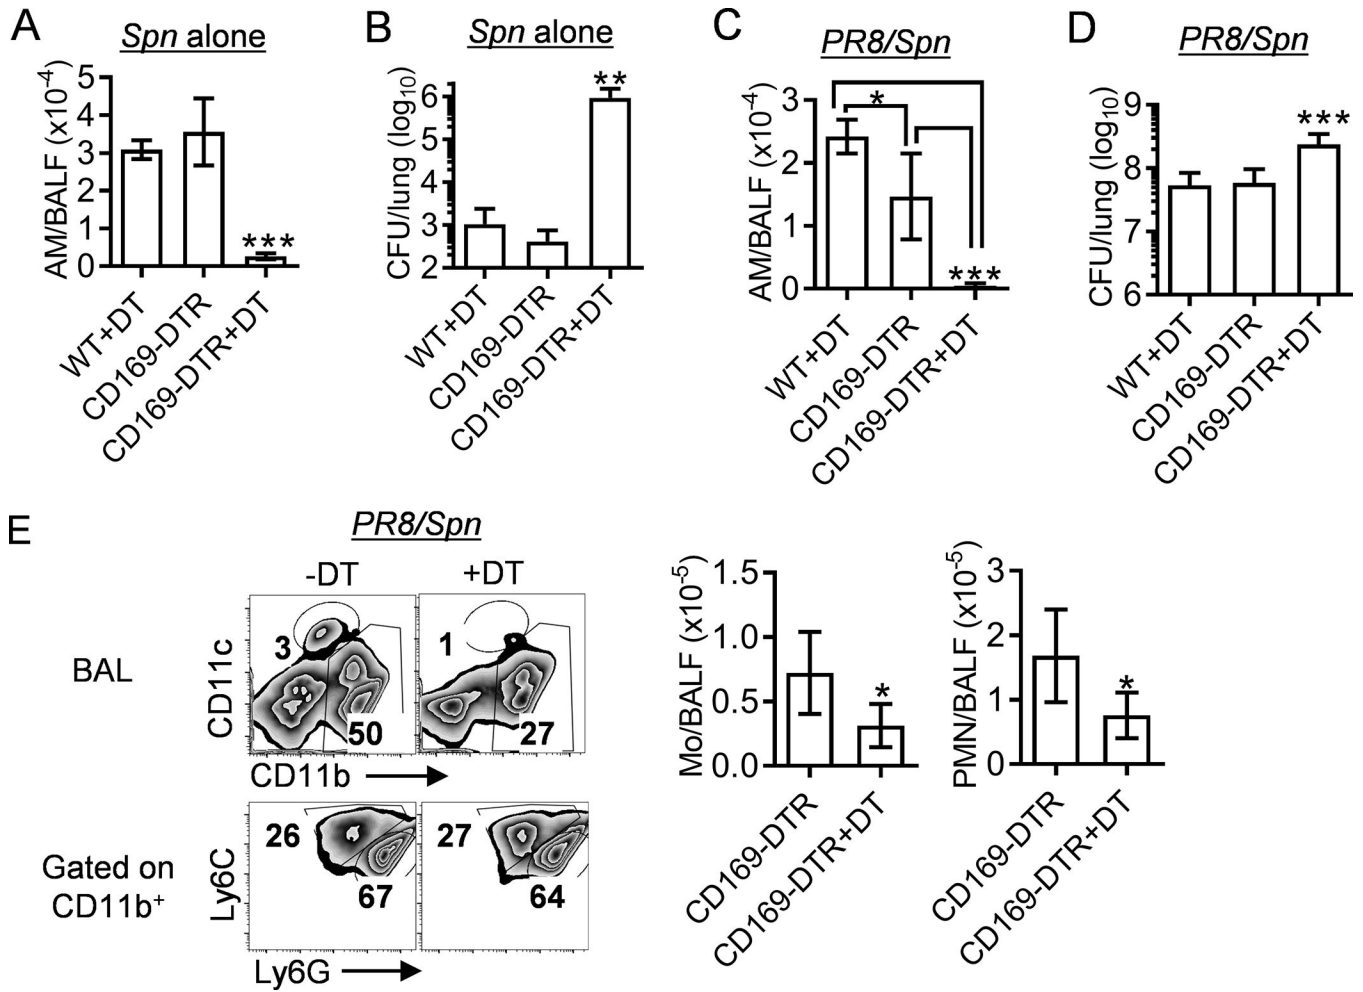 A
Spn alone
AM/BALF (x10-4)
5
4
3
2
1
0
***
WT+DT
CD169-DTR
CD169-DTR+DT
B
Spn alone
CFU/lung (log10)
6
5
4
3
2
**
WT+DT
CD169-DTR
CD169-DTR+DT
C
PR8/Spn
AM/BALF (x10-4)
3
2
1
0
*
***
WT+DT
CD169-DTR
CD169-DTR+DT
D
PR8/Spn
CFU/lung (log10)
9
8
7
6
***
WT+DT
CD169-DTR
CD169-DTR+DT
E
PR8/Spn
-DT
+DT
BAL
CD11c
3
50
1
27
CD11b
Gated on
CD11b+
Ly6C
26
67
27
64
Ly6G
Mo/BALF (x10-5)
1.5
1.0
0.5
0.0
*
CD169-DTR
CD169-DTR+DT
PMN/BALF (x10-5)
3
2
1
0
*
CD169-DTR
CD169-DTR+DT